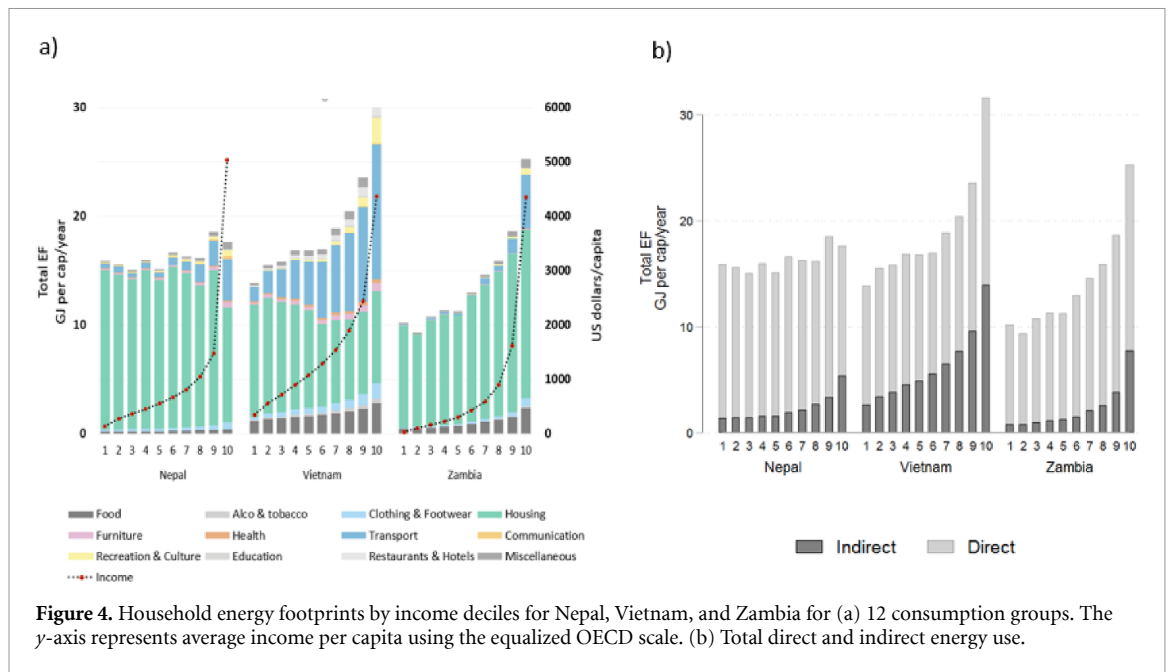 a)
30
20
10
0
Total EF
GJ per cap/year
6000
5000
4000
3000
2000
1000
0
US dollars/capita
1 2 3 4 5 6 7 8 9 10
1 2 3 4 5 6 7 8 9 10
1 2 3 4 5 6 7 8 9 10
Nepal Vietnam Zambia
Food Alco & tobacco Clothing & Footwear Housing
Furniture Health Transport Communication
Recreation & Culture Education Restaurants & Hotels Miscellaneous
Income
b)
30
20
10
0
Total EF
GJ per cap/year
1 2 3 4 5 6 7 8 9 10
1 2 3 4 5 6 7 8 9 10
1 2 3 4 5 6 7 8 9 10
Nepal Vietnam Zambia
Indirect Direct
Figure 4. Household energy footprints by income deciles for Nepal, Vietnam, and Zambia for (a) 12 consumption groups. The
y-axis represents average income per capita using the equalized OECD scale. (b) Total direct and indirect energy use.